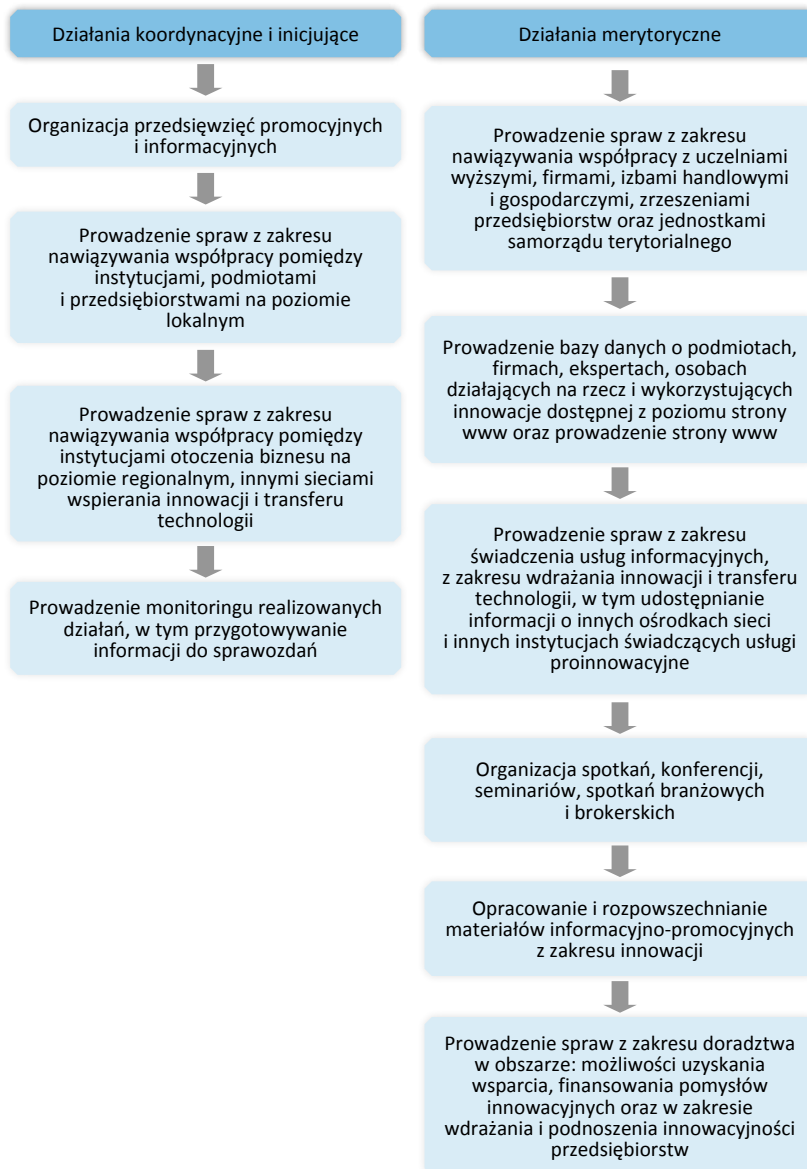 Działania koordynacyjne i inicjujące
Organizacja przedsięwzięć promocyjnych
i informacyjnych
Prowadzenie spraw z zakresu
nawiązywania współpracy pomiędzy
instytucjami, podmiotami
i przedsiębiorstwami na poziomie
lokalnym
Prowadzenie spraw z zakresu
nawiązywania współpracy pomiędzy
instytucjami otoczenia biznesu na
poziomie regionalnym, innymi sieciami
wspierania innowacji i transferu
technologii
Prowadzenie monitoringu realizowanych
działań, w tym przygotowywanie
informacji do sprawozdań
Działania merytoryczne
Prowadzenie spraw z zakresu
nawiązywania współpracy z uczelniami
wyższymi, firmami, izbami handlowymi
i gospodarczymi, zrzeszeniami
przedsiębiorstw oraz jednostkami
samorządu terytorialnego
Prowadzenie bazy danych o podmiotach,
firmach, ekspertach, osobach
działających na rzecz i wykorzystujących
innowacje dostępnej z poziomu strony
www oraz prowadzenie strony www
Prowadzenie spraw z zakresu
świadczenia usług informacyjnych,
z zakresu wdrażania innowacji i transferu
technologii, w tym udostępnianie
informacji o innych ośrodkach sieci
i innych instytucjach świadczących usługi
proinnowacyjne
Organizacja spotkań, konferencji,
seminariów, spotkań branżowych
i brokerskich
Opracowanie i rozpowszechnianie
materiałów informacyjno-promocyjnych
z zakresu innowacji
Prowadzenie spraw z zakresu doradztwa
w obszarze: możliwości uzyskania
wsparcia, finansowania pomysłów
innowacyjnych oraz w zakresie
wdrażania i podnoszenia innowacyjności
przedsiębiorstw